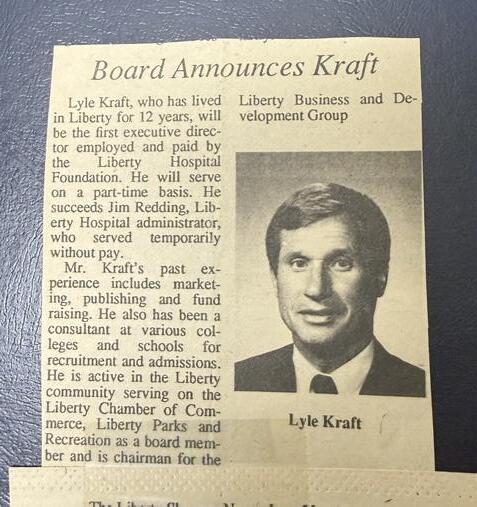 Board Announces Kraft
Lyle Kraft, who has lived
in Liberty for 12 years, will
be the first executive direc-
tor employed and paid by
the Liberty Hospital
Foundation. He will serve
on a part-time basis. He
succeeds Jim Redding, Lib-
erty Hospital administrator,
who served temporarily
without pay.
Mr. Kraft's past ex-
perience includes market-
ing, publishing and fund
raising. He also has been a
consultant at various col-
leges and schools for
recruitment and admissions.
He is active in the Liberty
community serving on the
Liberty Chamber of Com-
merce, Liberty Parks and
Recreation as a board mem-
ber and is chairman for the
Liberty Business and De-
velopment Group
Lyle Kraft